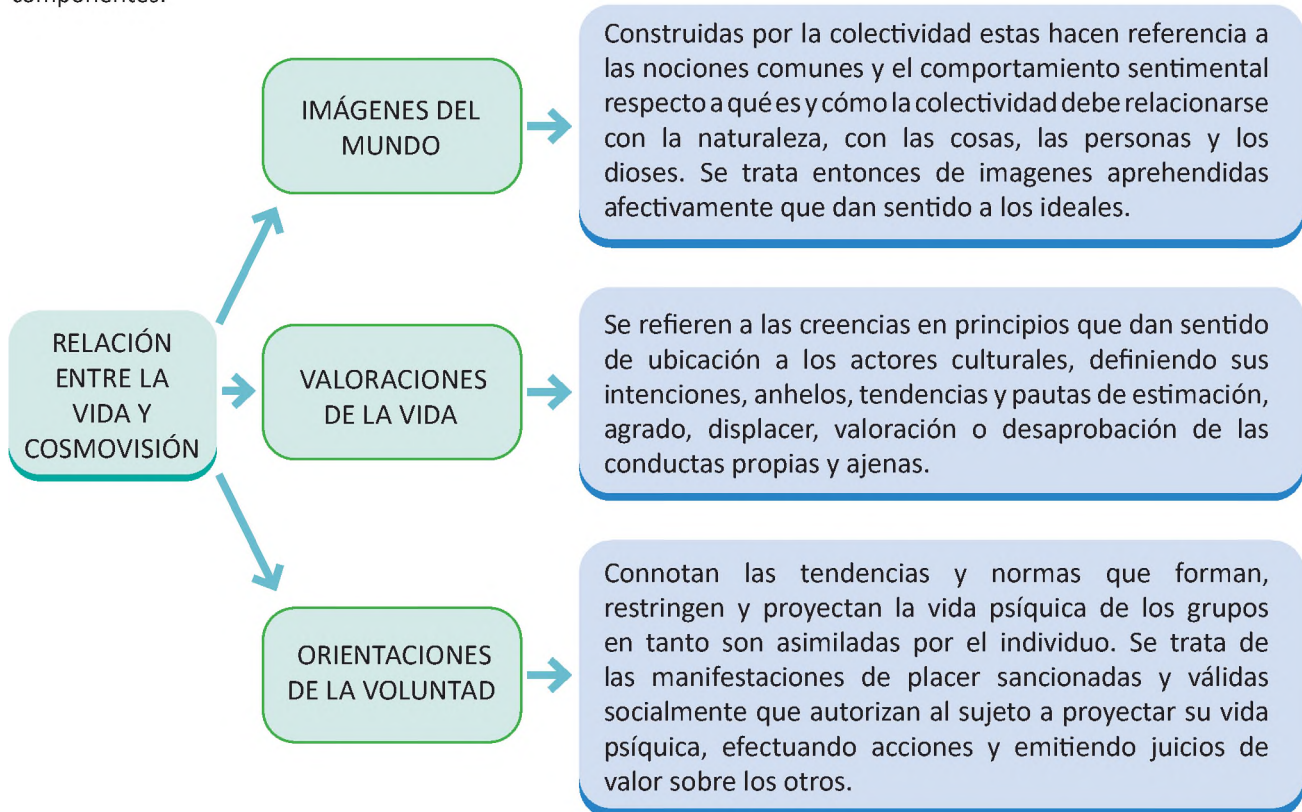 componentes.
IMÁGENES DEL
MUNDO
Construidas por la colectividad estas hacen referencia a
las nociones comunes y el comportamiento sentimental
respecto a qué es y cómo la colectividad debe relacionarse
con la naturaleza, con las cosas, las personas y los
dioses. Se trata entonces de imagenes aprehendidas
afectivamente que dan sentido a los ideales.
RELACIÓN
ENTRE LA
VIDA Y
COSMOVISIÓN
VALORACIONES
DE LA VIDA
Se refieren a las creencias en principios que dan sentido
de ubicación a los actores culturales, definiendo sus
intenciones, anhelos, tendencias y pautas de estimación,
agrado, displacer, valoración o desaprobación de las
conductas propias y ajenas.
ORIENTACIONES
DE LA VOLUNTAD
Connotan las tendencias y normas que forman,
restringen y proyectan la vida psíquica de los grupos
en tanto son asimiladas por el individuo. Se trata de
las manifestaciones de placer sancionadas y válidas
socialmente que autorizan al sujeto a proyectar su vida
psíquica, efectuando acciones y emitiendo juicios de
valor sobre los otros.